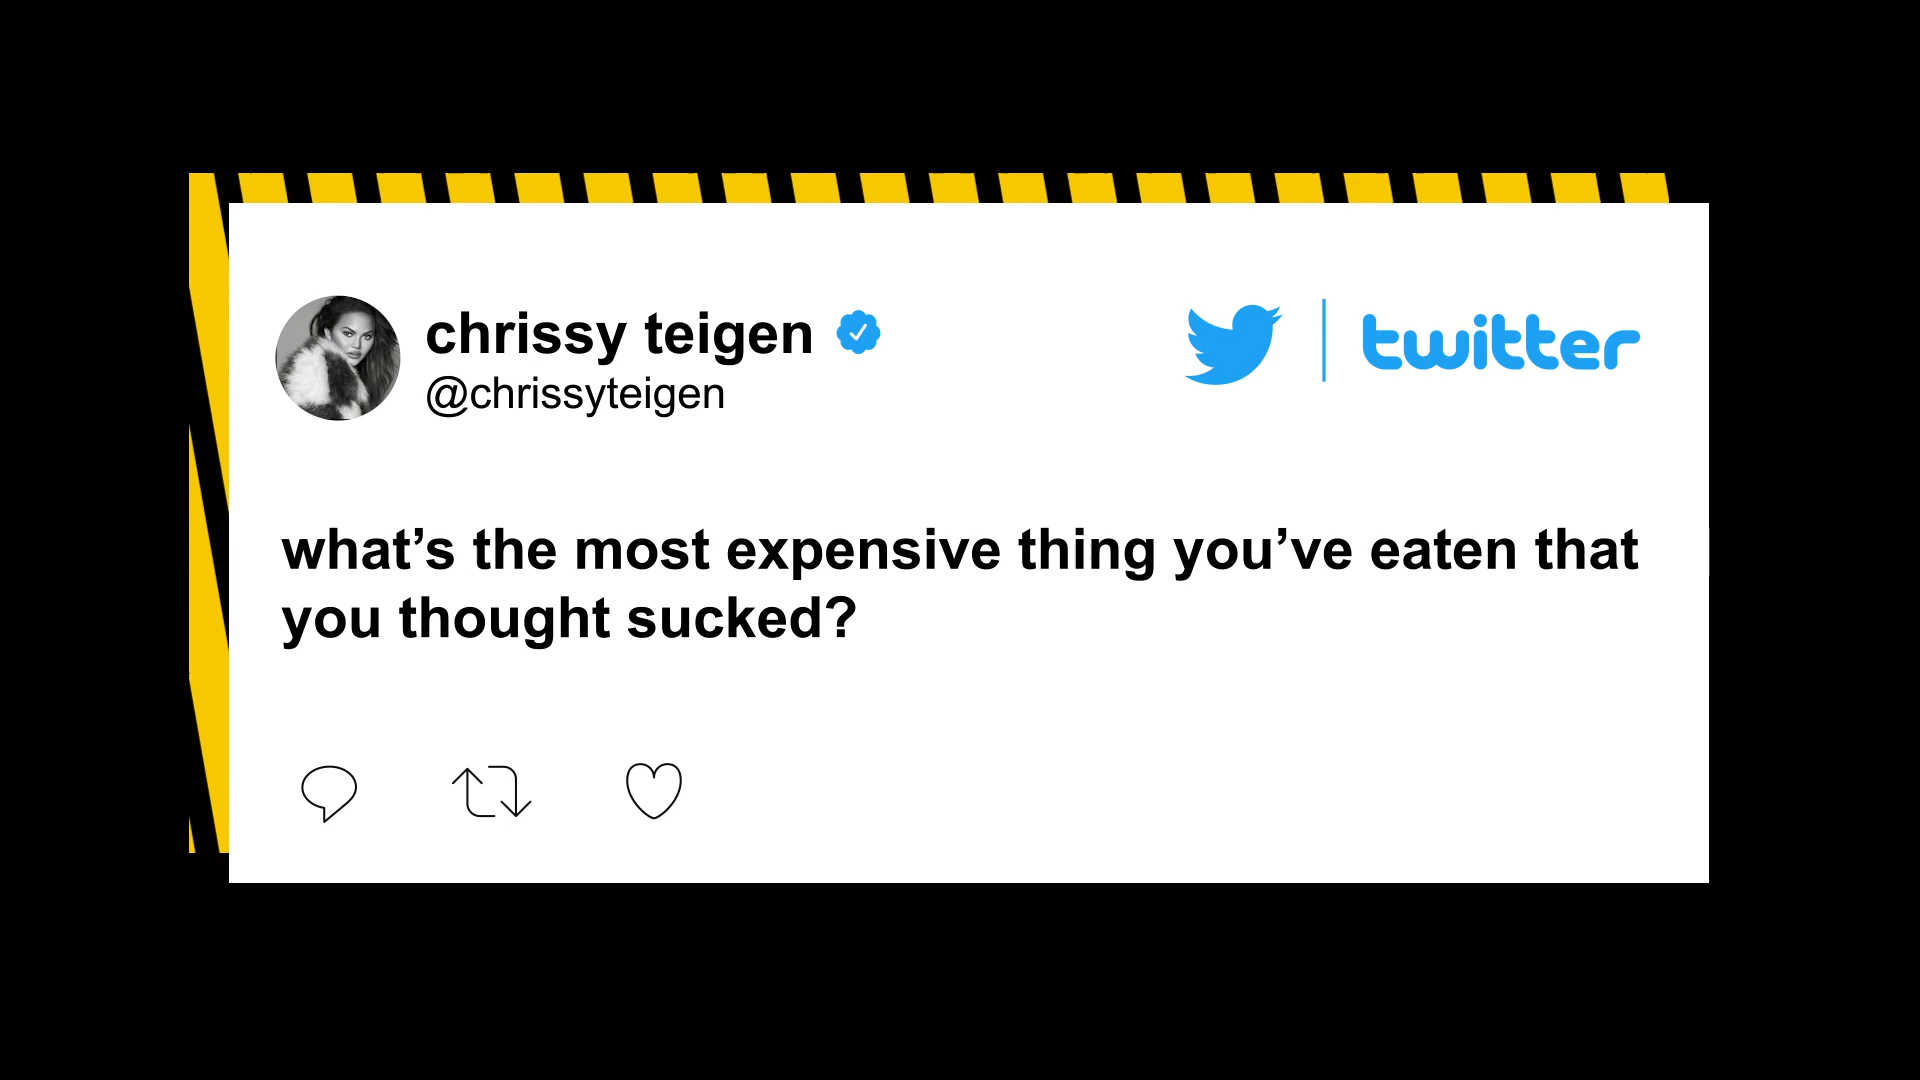 chrissy teigen
@chrissyteigen
twitter
what’s the most expensive thing you’ve eaten that
you thought sucked?